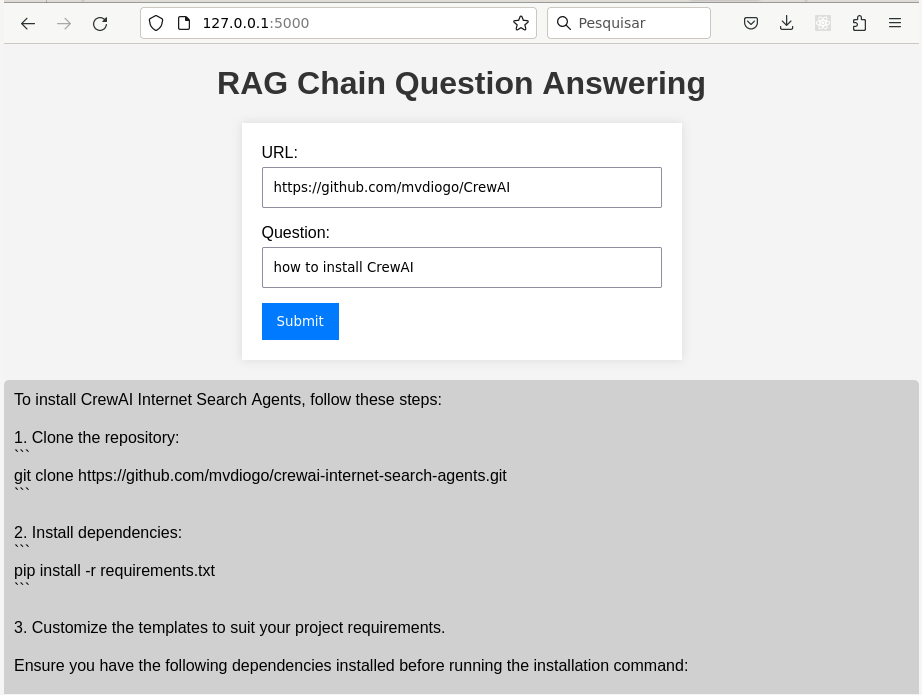 127.0.0.1:5000
Pesquisar
RAG Chain Question Answering
URL:
https://github.com/mvdiogo/CrewAI
Question:
how to install CrewAI
Submit
To install CrewAI Internet Search Agents, follow these steps:
1. Clone the repository:
```
git clone https://github.com/mvdiogo/crewai-internet-search-agents.git
```
2. Install dependencies:
```
pip install -r requirements.txt
```
3. Customize the templates to suit your project requirements.
Ensure you have the following dependencies installed before running the installation command: